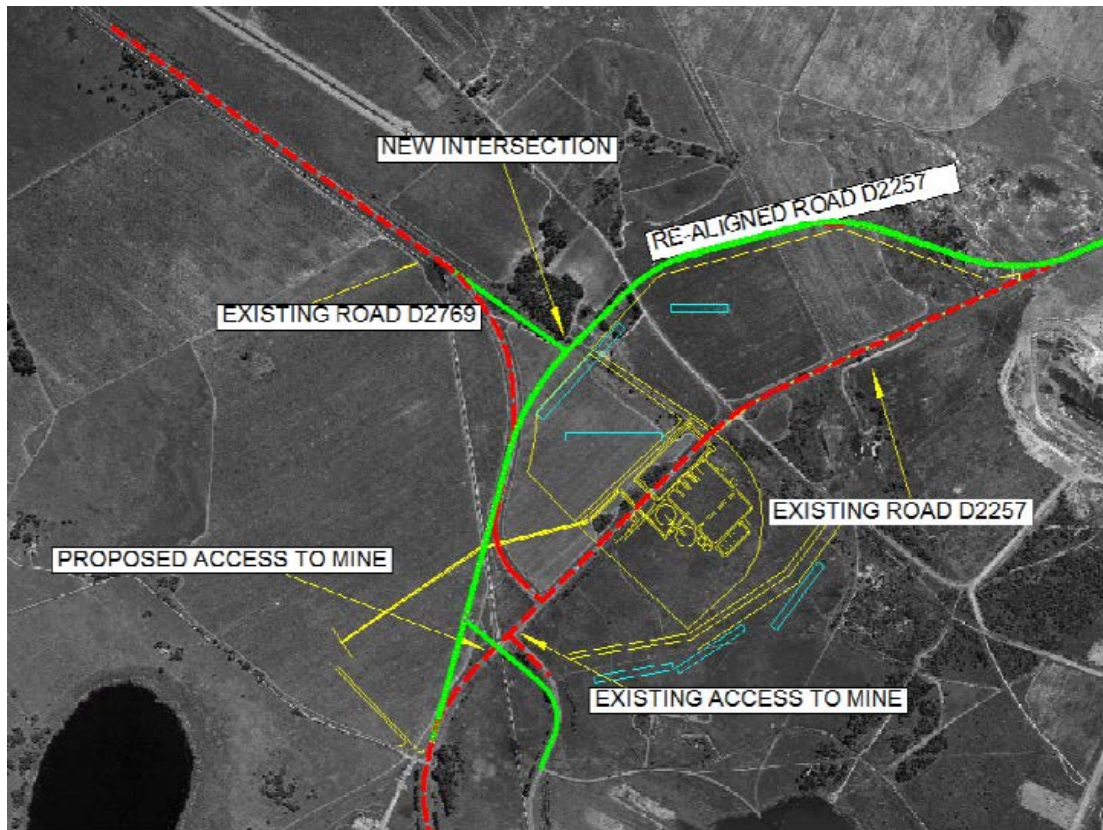 NEW INTERSECTION
RE-ALIGNED ROAD D2257
EXISTING ROAD D2769
EXISTING ROAD D2257
PROPOSED ACCESS TO MINE
EXISTING ACCESS TO MINE